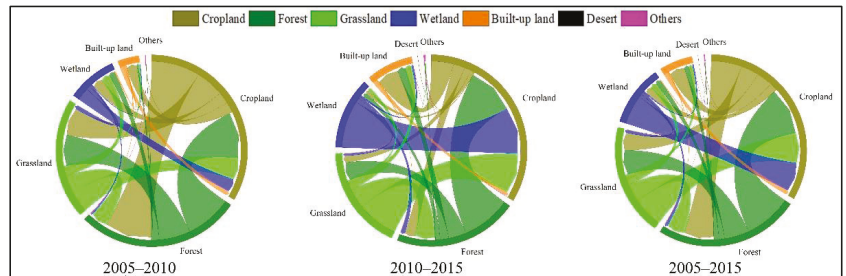 Cropland Forest Grassland Wetland Built-up land Desert Others
Others
Built-up land
Wetland
Cropland
Grassland
Forest
2005–2010
Desert Others
Built-up land
Wetland
Cropland
Grassland
Forest
2010–2015
Others
Desert
Built-up land
Wetland
Cropland
Grassland
Forest
2005–2015